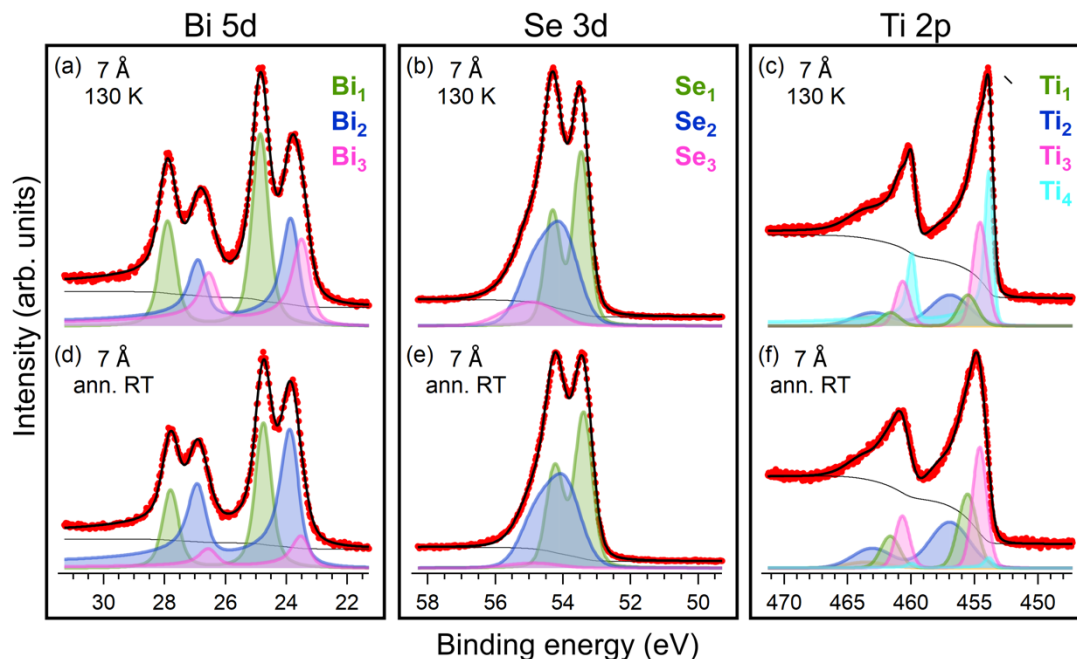 Bi 5d
Se 3d
Ti 2p
Intensity (arb. units)
(a) 7 Å
130 K
Bi₁
Bi₂
Bi₃
(b) 7 Å
130 K
Se₁
Se₂
Se₃
(c) 7 Å
130 K
Ti₁
Ti₂
Ti₃
Ti₄
(d) 7 Å
ann. RT
(e) 7 Å
ann. RT
(f) 7 Å
ann. RT
30 28 26 24 22
58 56 54 52 50
470 465 460 455 450
Binding energy (eV)